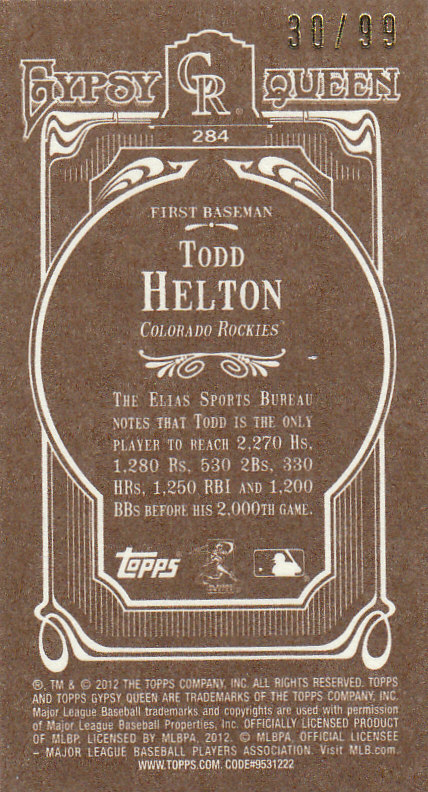 30/99
GYPSY CR® QUEEN
284
FIRST BASEMAN
TODD
HELTON
COLORADO ROCKIES™
THE ELIAS SPORTS BUREAU
NOTES THAT TODD IS THE ONLY
PLAYER TO REACH 2,270 HS,
1,280 RS, 530 2BS, 330
HRS, 1,250 RBI AND 1,200
BBS BEFORE HIS 2,000TH GAME.
topps
®, TM & © 2012 THE TOPPS COMPANY, INC. ALL RIGHTS RESERVED. TOPPS
AND TOPPS GYPSY QUEEN ARE TRADEMARKS OF THE TOPPS COMPANY, INC.
Major League Baseball trademarks and copyrights are used with permission
of Major League Baseball Properties, Inc. OFFICIALLY LICENSED PRODUCT
OF MLBP. LICENSED BY MLBPA, 2012. © MLBPA OFFICIAL LICENSEE
– MAJOR LEAGUE BASEBALL PLAYERS ASSOCIATION. Visit MLB.com.
WWW.TOPPS.COM. CODE#9531222